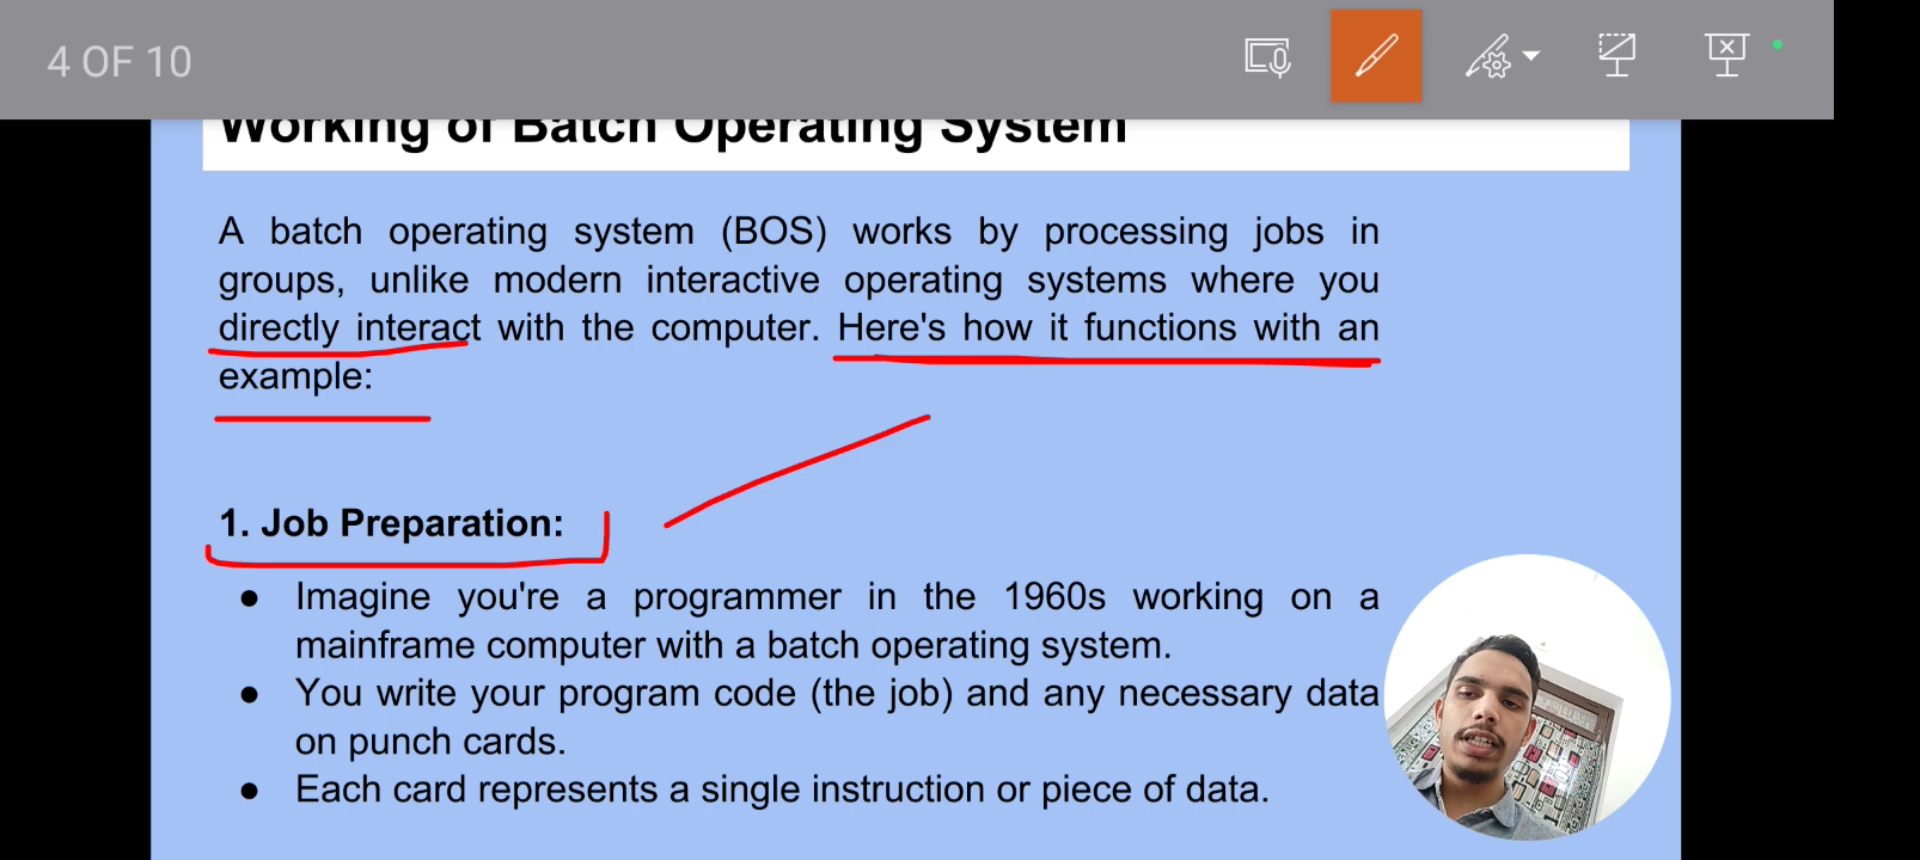 4 OF 10
Working of Batch Operating System
A batch operating system (BOS) works by processing jobs in
groups, unlike modern interactive operating systems where you
directly interact with the computer. Here's how it functions with an
example:
1. Job Preparation:
● Imagine you're a programmer in the 1960s working on a
mainframe computer with a batch operating system.
● You write your program code (the job) and any necessary data
on punch cards.
● Each card represents a single instruction or piece of data.